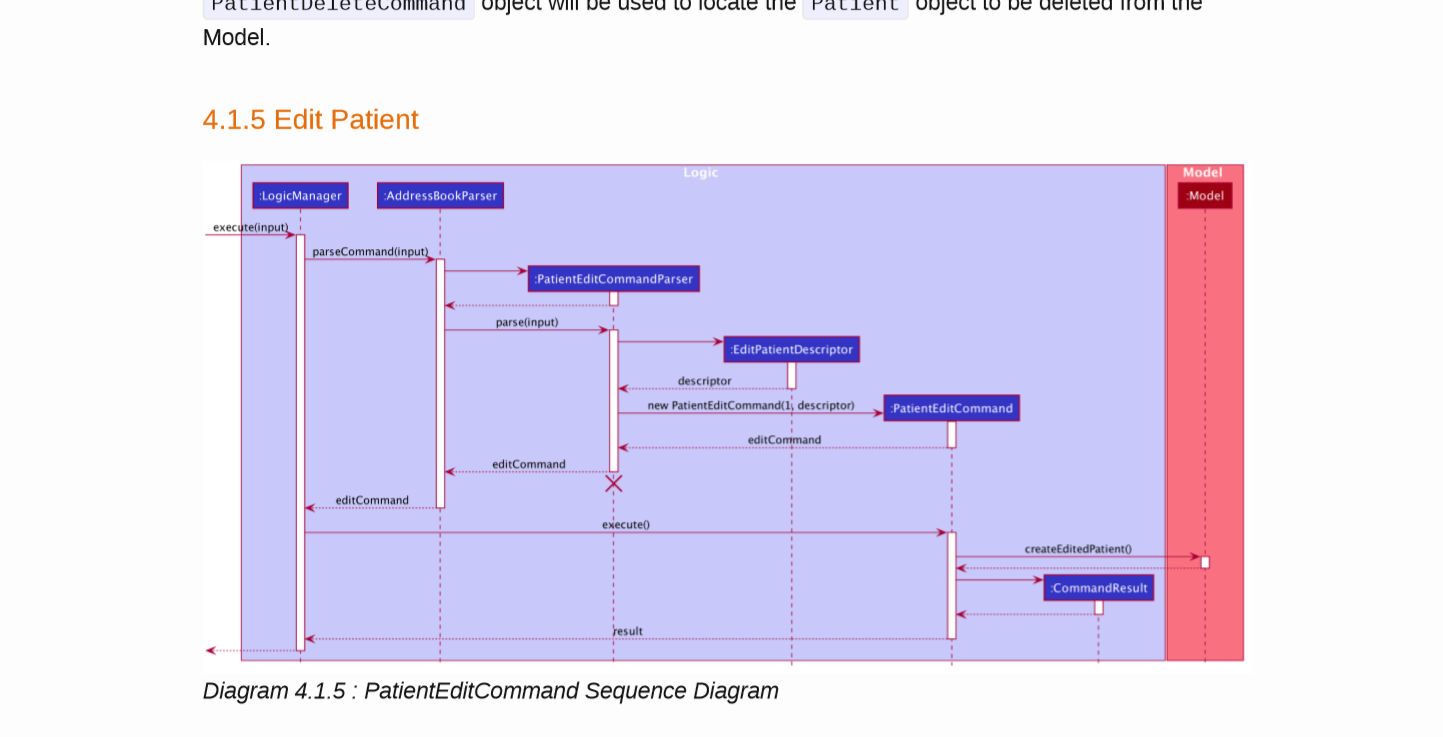 PatientDeleteCommand object will be used to locate the Patient object to be deleted from the
Model.
4.1.5 Edit Patient
Logic
Model
:LogicManager
:AddressBookParser
:Model
execute(input)
parseCommand(input)
:PatientEditCommandParser
parse(input)
:EditPatientDescriptor
descriptor
new PatientEditCommand(1, descriptor)
:PatientEditCommand
editCommand
editCommand
editCommand
execute()
createEditedPatient()
:CommandResult
result
Diagram 4.1.5 : PatientEditCommand Sequence Diagram